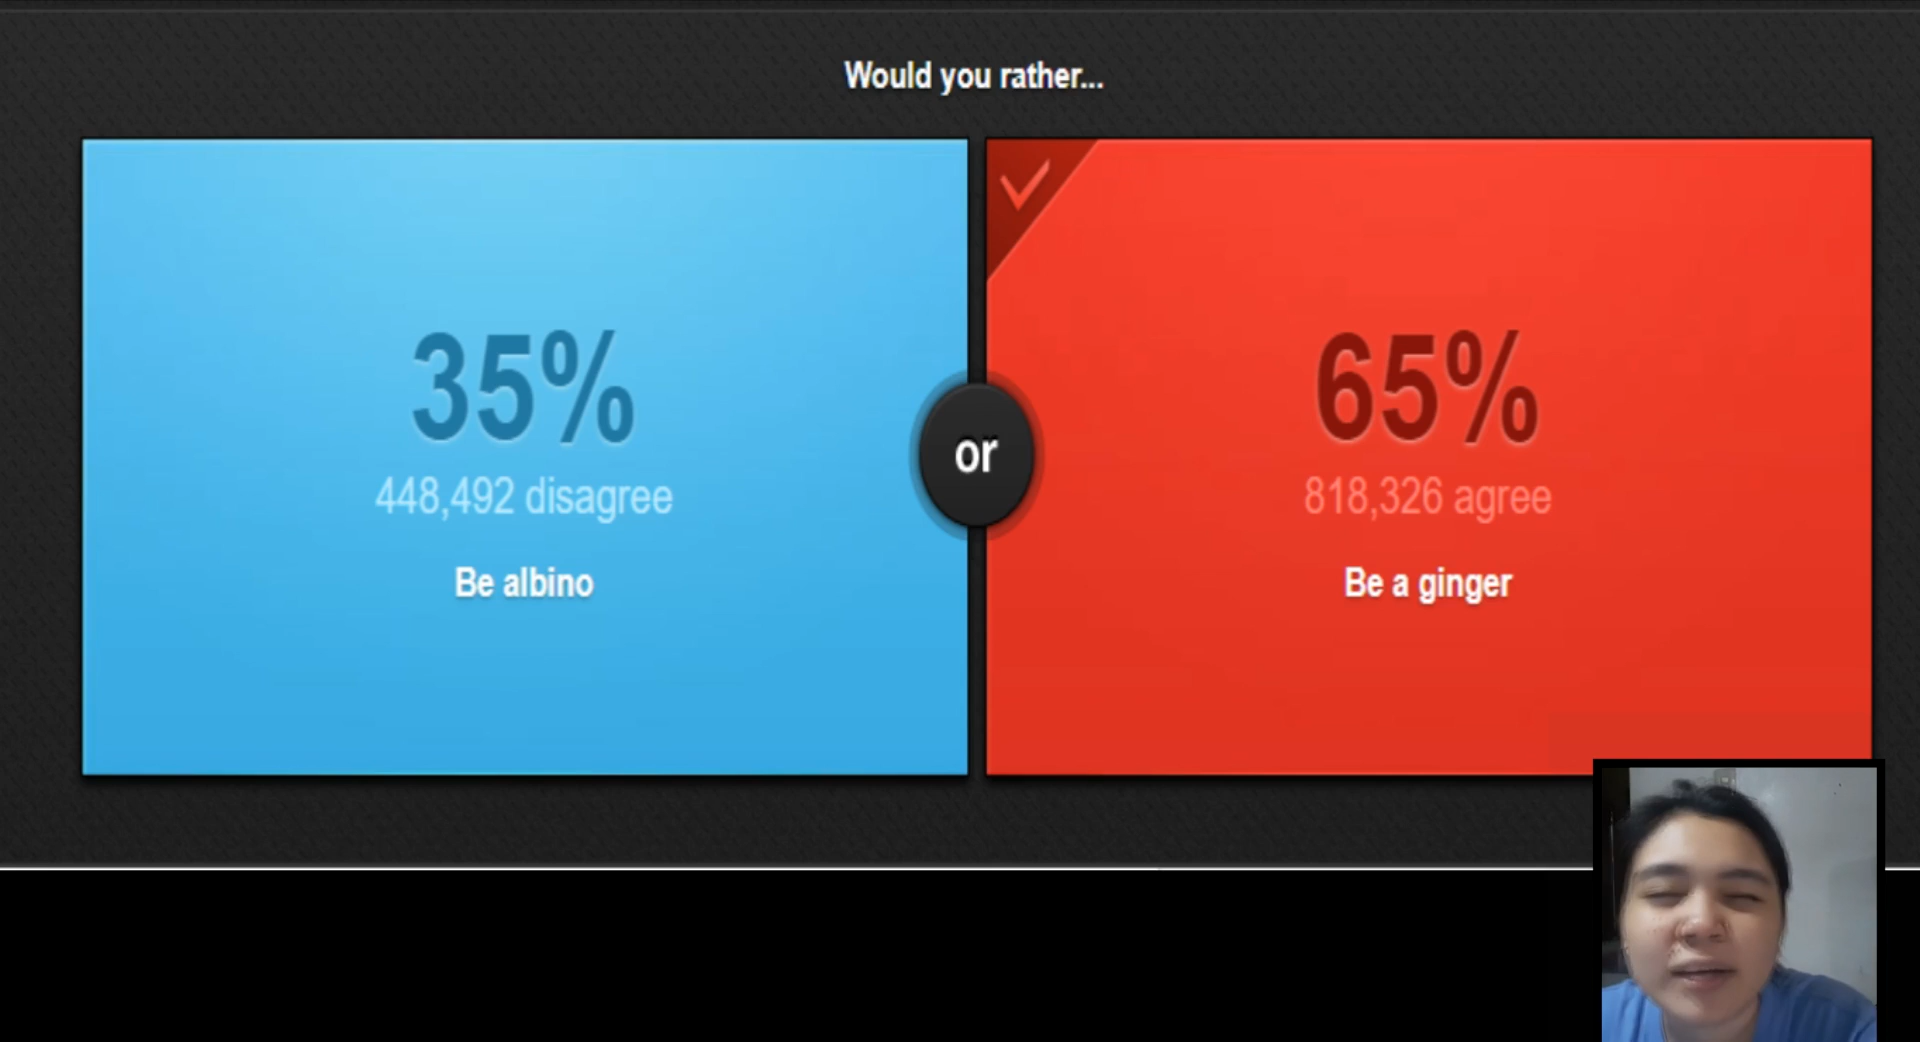 Would you rather...
35%
448,492 disagree
Be albino
or
65%
818,326 agree
Be a ginger